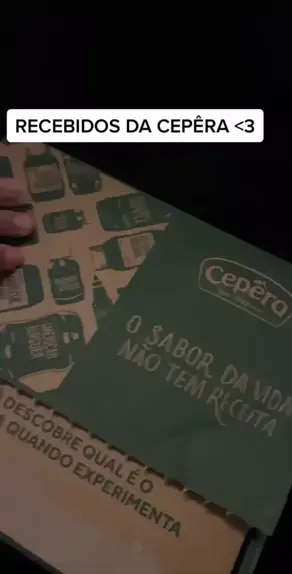 RECEBIDOS DA CEPÊRA <3
Cepêra
O SABOR DA VIDA
NÃO TEM RECEITA
DESCOBRE QUAL É O
QUANDO EXPERIMENTA